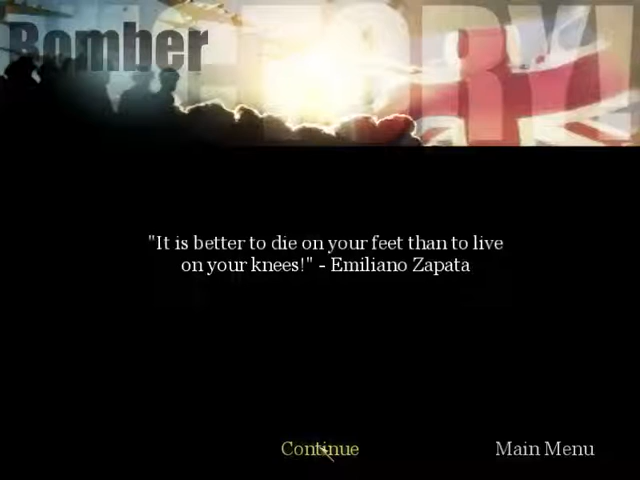 VICTORY!
Bomber
"It is better to die on your feet than to live
on your knees!" - Emiliano Zapata
Continue
Main Menu